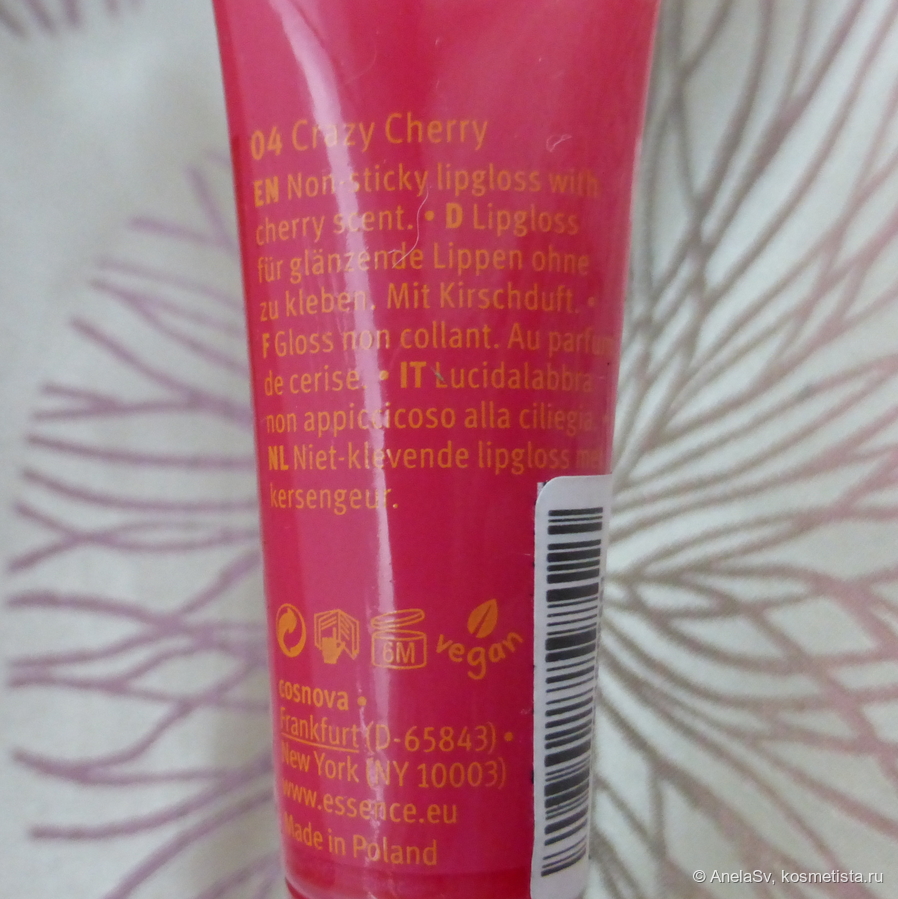 04 Crazy Cherry
EN Non-sticky lipgloss with
cherry scent. • D Lipgloss
für glänzende Lippen ohne
zu kleben. Mit Kirschduft. •
F Gloss non collant. Au parfum
de cerise. • IT Lucidalabbra
non appiccicoso alla ciliegia. •
NL Niet-klevende lipgloss met
kersengeur.
6M
vegan
cosnova •
Frankfurt (D-65843) •
New York (NY 10003)
www.essence.eu
Made in Poland
© AnelaSv, kosmetista.ru